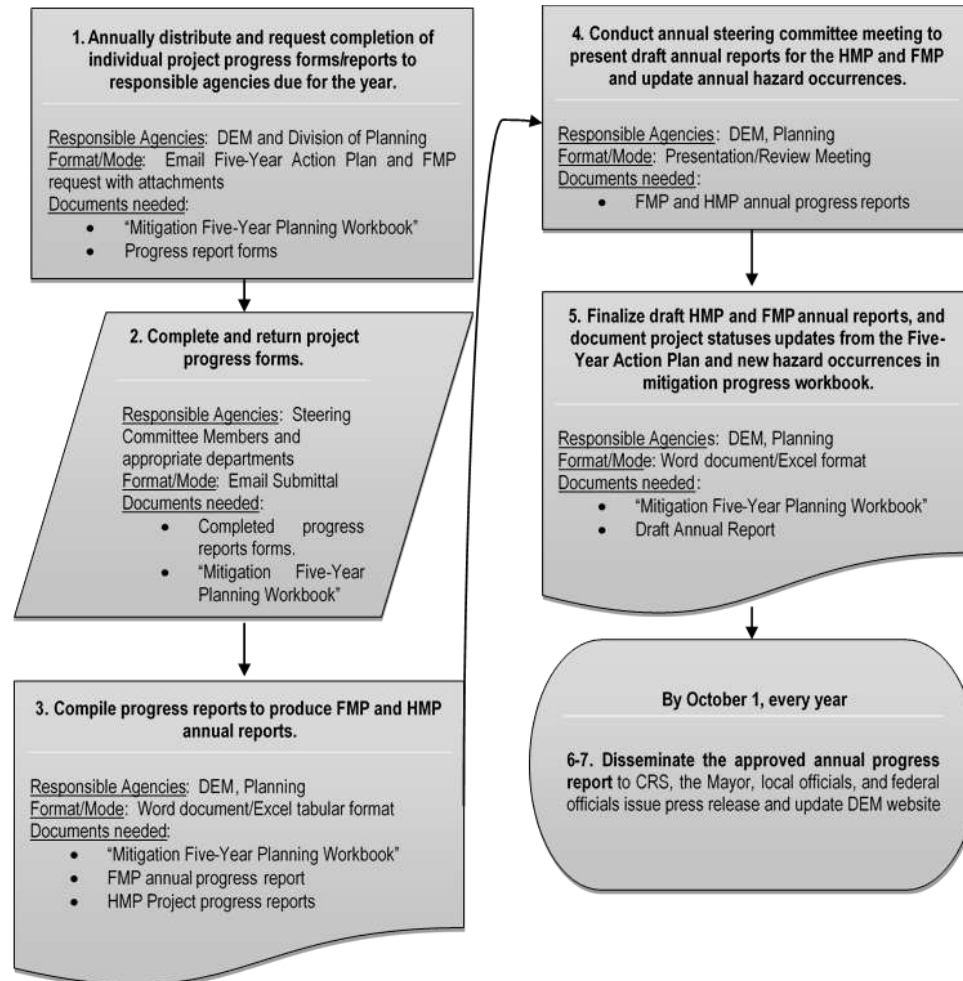 1. Annually distribute and request completion of
individual project progress forms/reports to
responsible agencies due for the year.
Responsible Agencies: DEM and Division of Planning
Format/Mode: Email Five-Year Action Plan and FMP
request with attachments
Documents needed:
• “Mitigation Five-Year Planning Workbook”
• Progress report forms
2. Complete and return project
progress forms.
Responsible Agencies: Steering
Committee Members and
appropriate departments
Format/Mode: Email Submittal
Documents needed:
• Completed progress
reports forms.
• “Mitigation Five-Year
Planning Workbook”
3. Compile progress reports to produce FMP and HMP
annual reports.
Responsible Agencies: DEM, Planning
Format/Mode: Word document/Excel tabular format
Documents needed:
• “Mitigation Five-Year Planning Workbook”
• FMP annual progress report
• HMP Project progress reports
4. Conduct annual steering committee meeting to
present draft annual reports for the HMP and FMP
and update annual hazard occurrences.
Responsible Agencies: DEM, Planning
Format/Mode: Presentation/Review Meeting
Documents needed:
• FMP and HMP annual progress reports
5. Finalize draft HMP and FMP annual reports, and
document project statuses updates from the Five-
Year Action Plan and new hazard occurrences in
mitigation progress workbook.
Responsible Agencies: DEM, Planning
Format/Mode: Word document/Excel format
Documents needed:
• “Mitigation Five-Year Planning Workbook”
• Draft Annual Report
By October 1, every year
6-7. Disseminate the approved annual progress
report to CRS, the Mayor, local officials, and federal
officials issue press release and update DEM website